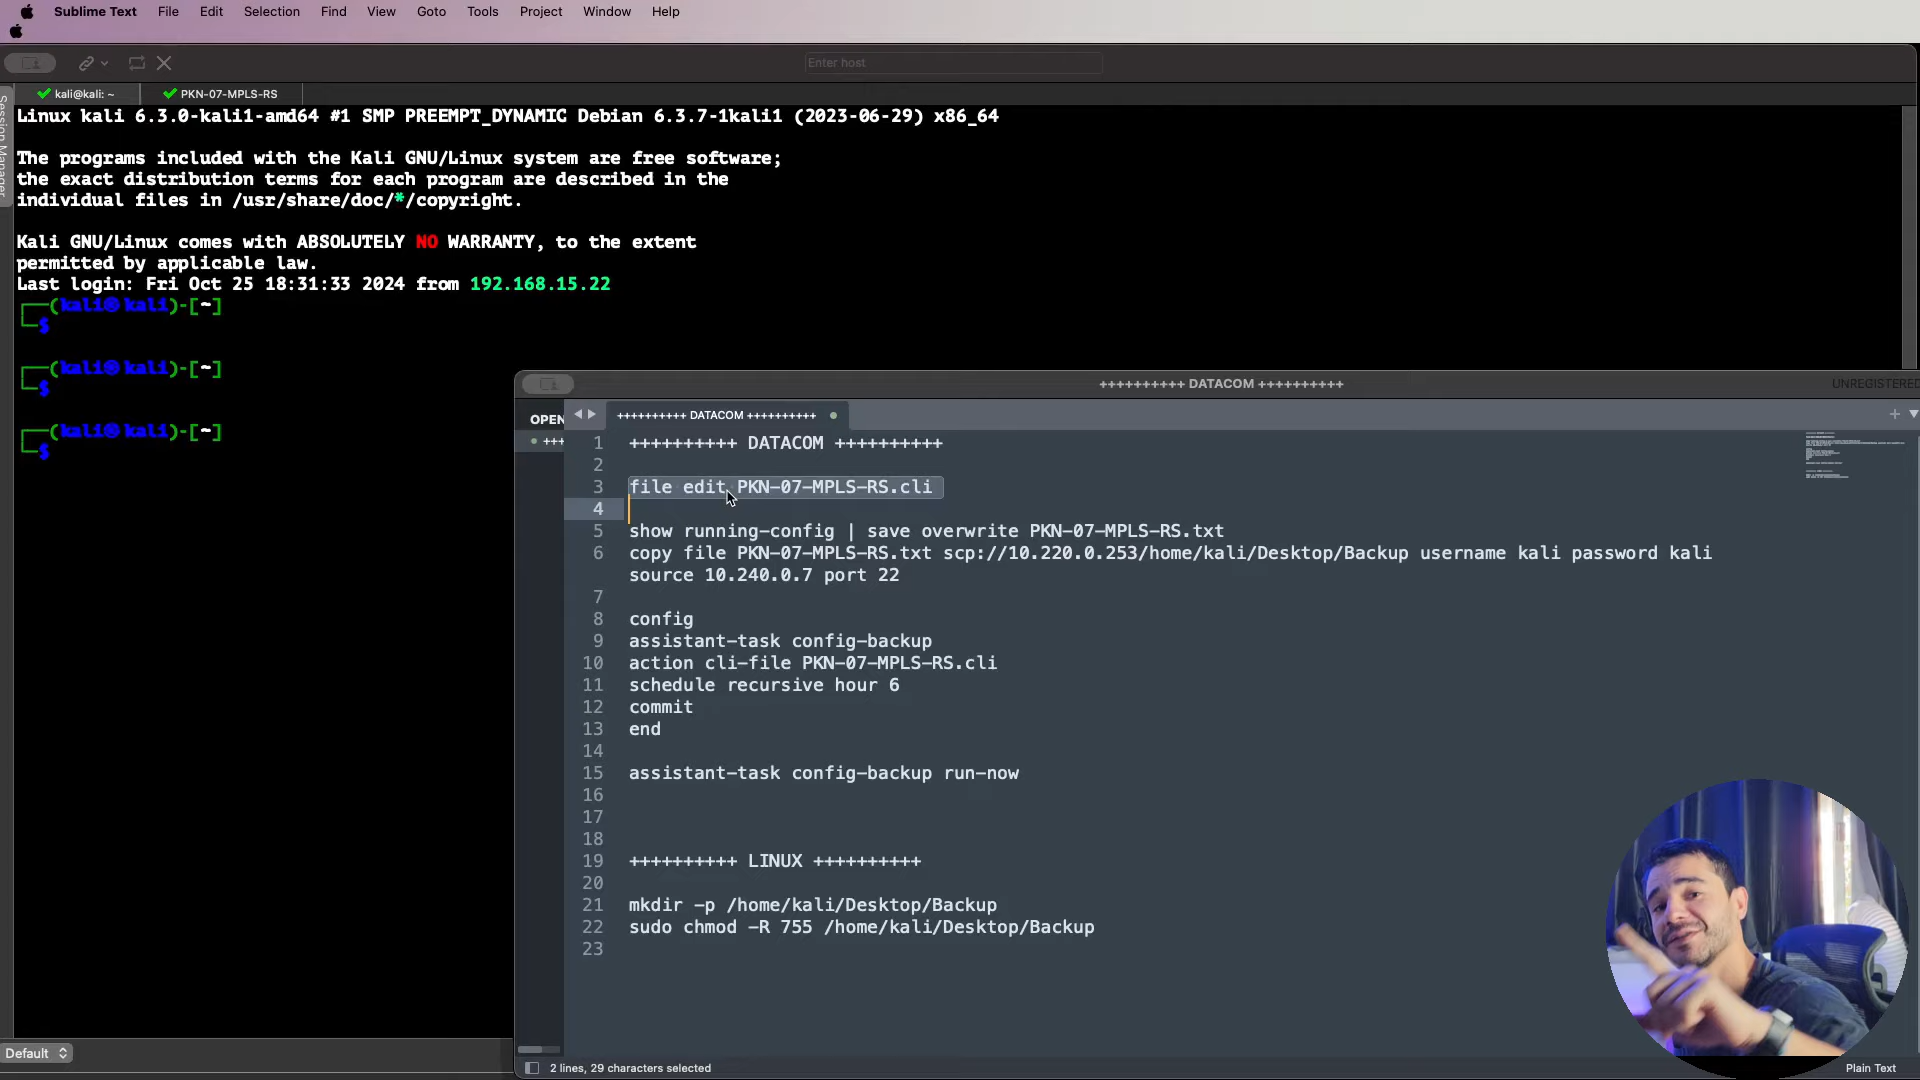 Sublime Text File Edit Selection Find View Goto Tools Project Window Help
Enter host
Session Manager
kali@kali: ~ PKN-07-MPLS-RS
Linux kali 6.3.0-kali1-amd64 #1 SMP PREEMPT_DYNAMIC Debian 6.3.7-1kali1 (2023-06-29) x86_64
The programs included with the Kali GNU/Linux system are free software;
the exact distribution terms for each program are described in the
individual files in /usr/share/doc/*/copyright.
Kali GNU/Linux comes with ABSOLUTELY NO WARRANTY, to the extent
permitted by applicable law.
Last login: Fri Oct 25 18:31:33 2024 from 192.168.15.22
┌──(kali㉿kali)-[~]
└─$
┌──(kali㉿kali)-[~]
└─$
┌──(kali㉿kali)-[~]
└─$
Default
++++++++++ DATACOM ++++++++++ UNREGISTERED
OPEN ++++++++++ DATACOM ++++++++++
+++
1 ++++++++++ DATACOM ++++++++++
2
3 file edit PKN-07-MPLS-RS.cli
4
5 show running-config | save overwrite PKN-07-MPLS-RS.txt
6 copy file PKN-07-MPLS-RS.txt scp://10.220.0.253/home/kali/Desktop/Backup username kali password kali
source 10.240.0.7 port 22
7
8 config
9 assistant-task config-backup
10 action cli-file PKN-07-MPLS-RS.cli
11 schedule recursive hour 6
12 commit
13 end
14
15 assistant-task config-backup run-now
16
17
18
19 ++++++++++ LINUX ++++++++++
20
21 mkdir -p /home/kali/Desktop/Backup
22 sudo chmod -R 755 /home/kali/Desktop/Backup
23
2 lines, 29 characters selected Plain Text